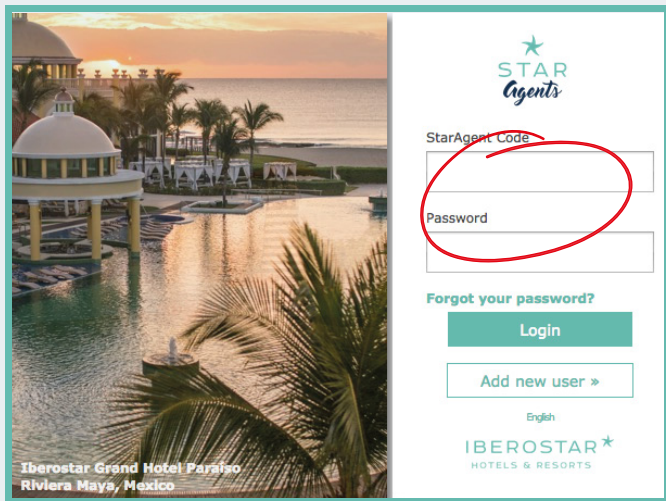 STAR
Agents
StarAgent Code
Password
Forgot your password?
Login
Add new user »
English
IBEROSTAR
HOTELS & RESORTS
Iberostar Grand Hotel Paraíso
Riviera Maya, Mexico